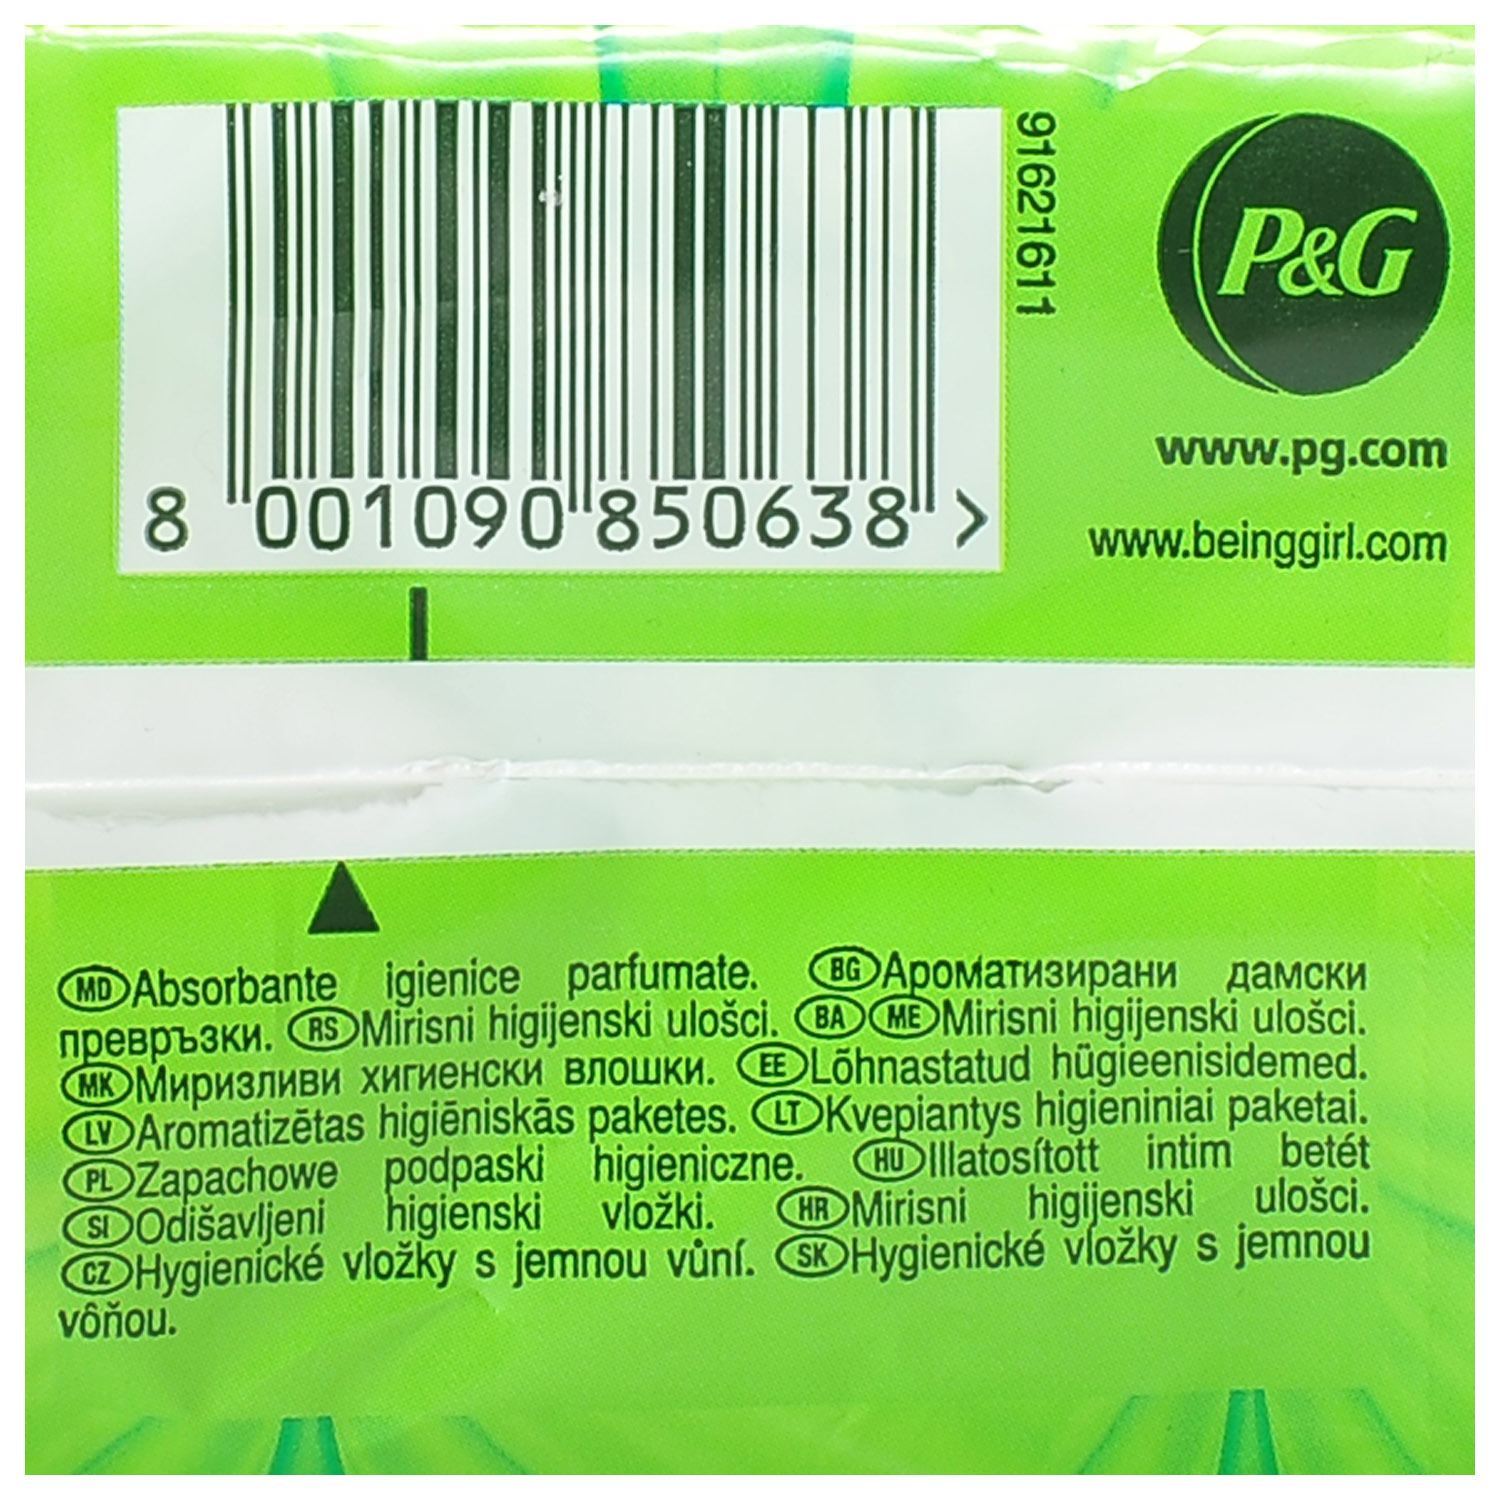 8 001090 850638 >
91621611
P&G
www.pg.com
www.beinggirl.com
MD Absorbante igienice parfumate. BG Ароматизирани дамски
превръзки. RS Mirisni higijenski ulošci. BA ME Mirisni higijenski ulošci.
MK Миризливи хигиенски влошки. EE Lõhnastatud hügieenisidemed.
LV Aromatizētas higiēniskās paketes. LT Kvepiantys higieniniai paketai.
PL Zapachowe podpaski higieniczne. HU Illatosított intim betét
SI Odišavljeni higienski vložki. HR Mirisni higijenski ulošci.
CZ Hygienické vložky s jemnou vůní. SK Hygienické vložky s jemnou
vôňou.